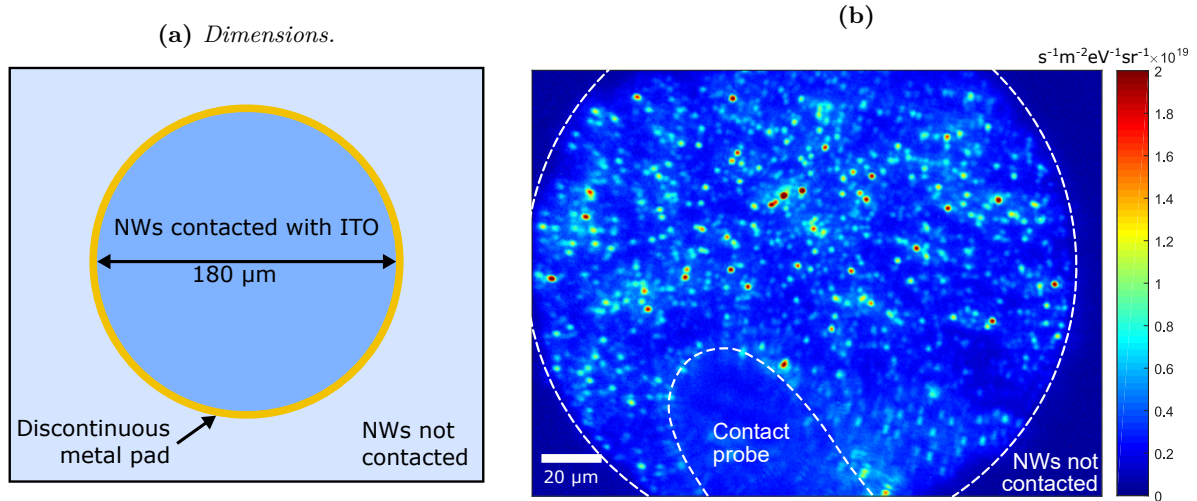 (a) Dimensions.
NWs contacted with ITO
180 µm
Discontinuous
metal pad
NWs not
contacted
(b)
s⁻¹m⁻²eV⁻¹sr⁻¹×10¹⁹
2
1.8
1.6
1.4
1.2
1
0.8
0.6
0.4
0.2
0
Contact
probe
20 µm
NWs not
contacted